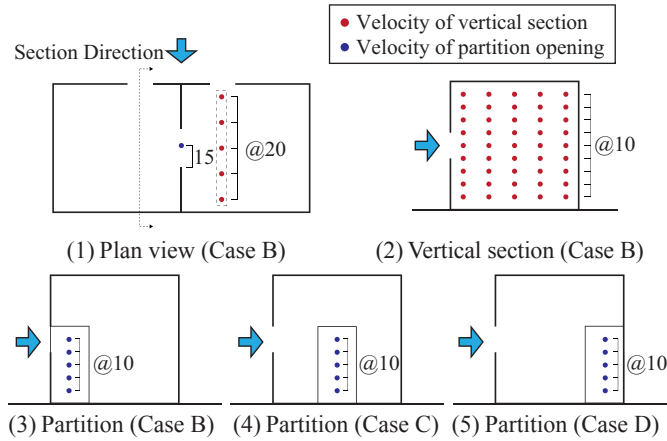 Velocity of vertical section
Velocity of partition opening
Section Direction
15
@20
@10
(1) Plan view (Case B)
(2) Vertical section (Case B)
@10
@10
@10
(3) Partition (Case B)
(4) Partition (Case C)
(5) Partition (Case D)